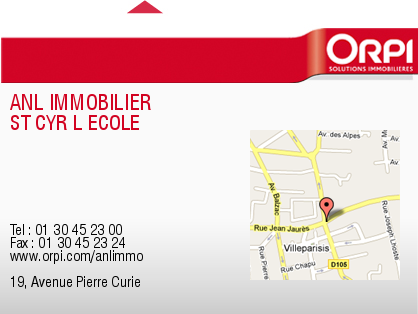 ORPI
SOLUTIONS IMMOBILIÈRES
ANL IMMOBILIER
ST CYR L ECOLE
Av. des Alpes
Av. Balzac
Rue Jean Jaurès
Rue Joseph Lhoste
Villeparisis
Rue Pierre
Rue Chapu
D105
Tel : 01 30 45 23 00
Fax : 01 30 45 23 24
www.orpi.com/anlimmo
19, Avenue Pierre Curie